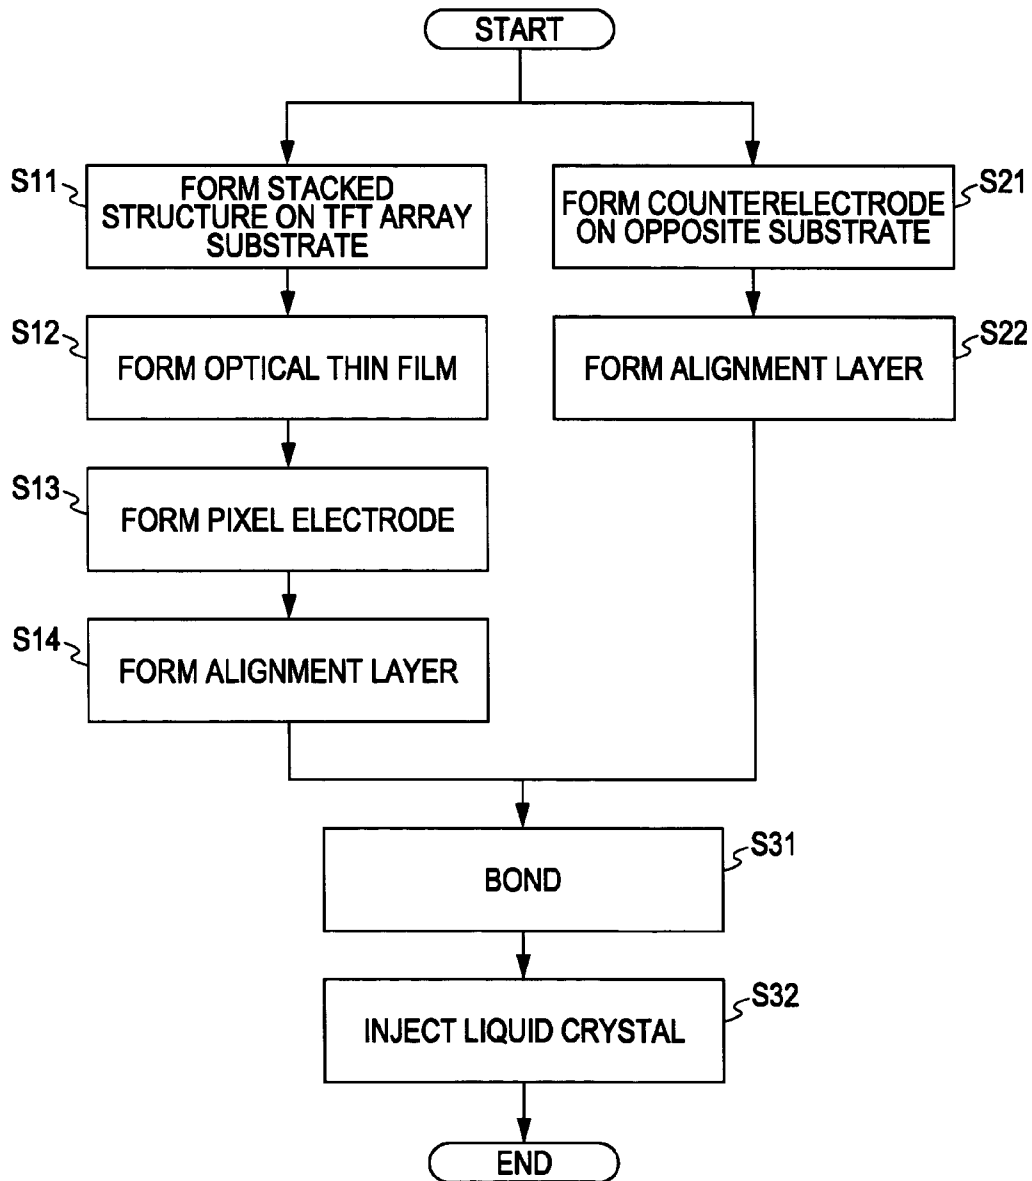 START
S11
FORM STACKED
STRUCTURE ON TFT ARRAY
SUBSTRATE
S21
FORM COUNTERELECTRODE
ON OPPOSITE SUBSTRATE
S12
FORM OPTICAL THIN FILM
S22
FORM ALIGNMENT LAYER
S13
FORM PIXEL ELECTRODE
S14
FORM ALIGNMENT LAYER
S31
BOND
S32
INJECT LIQUID CRYSTAL
END